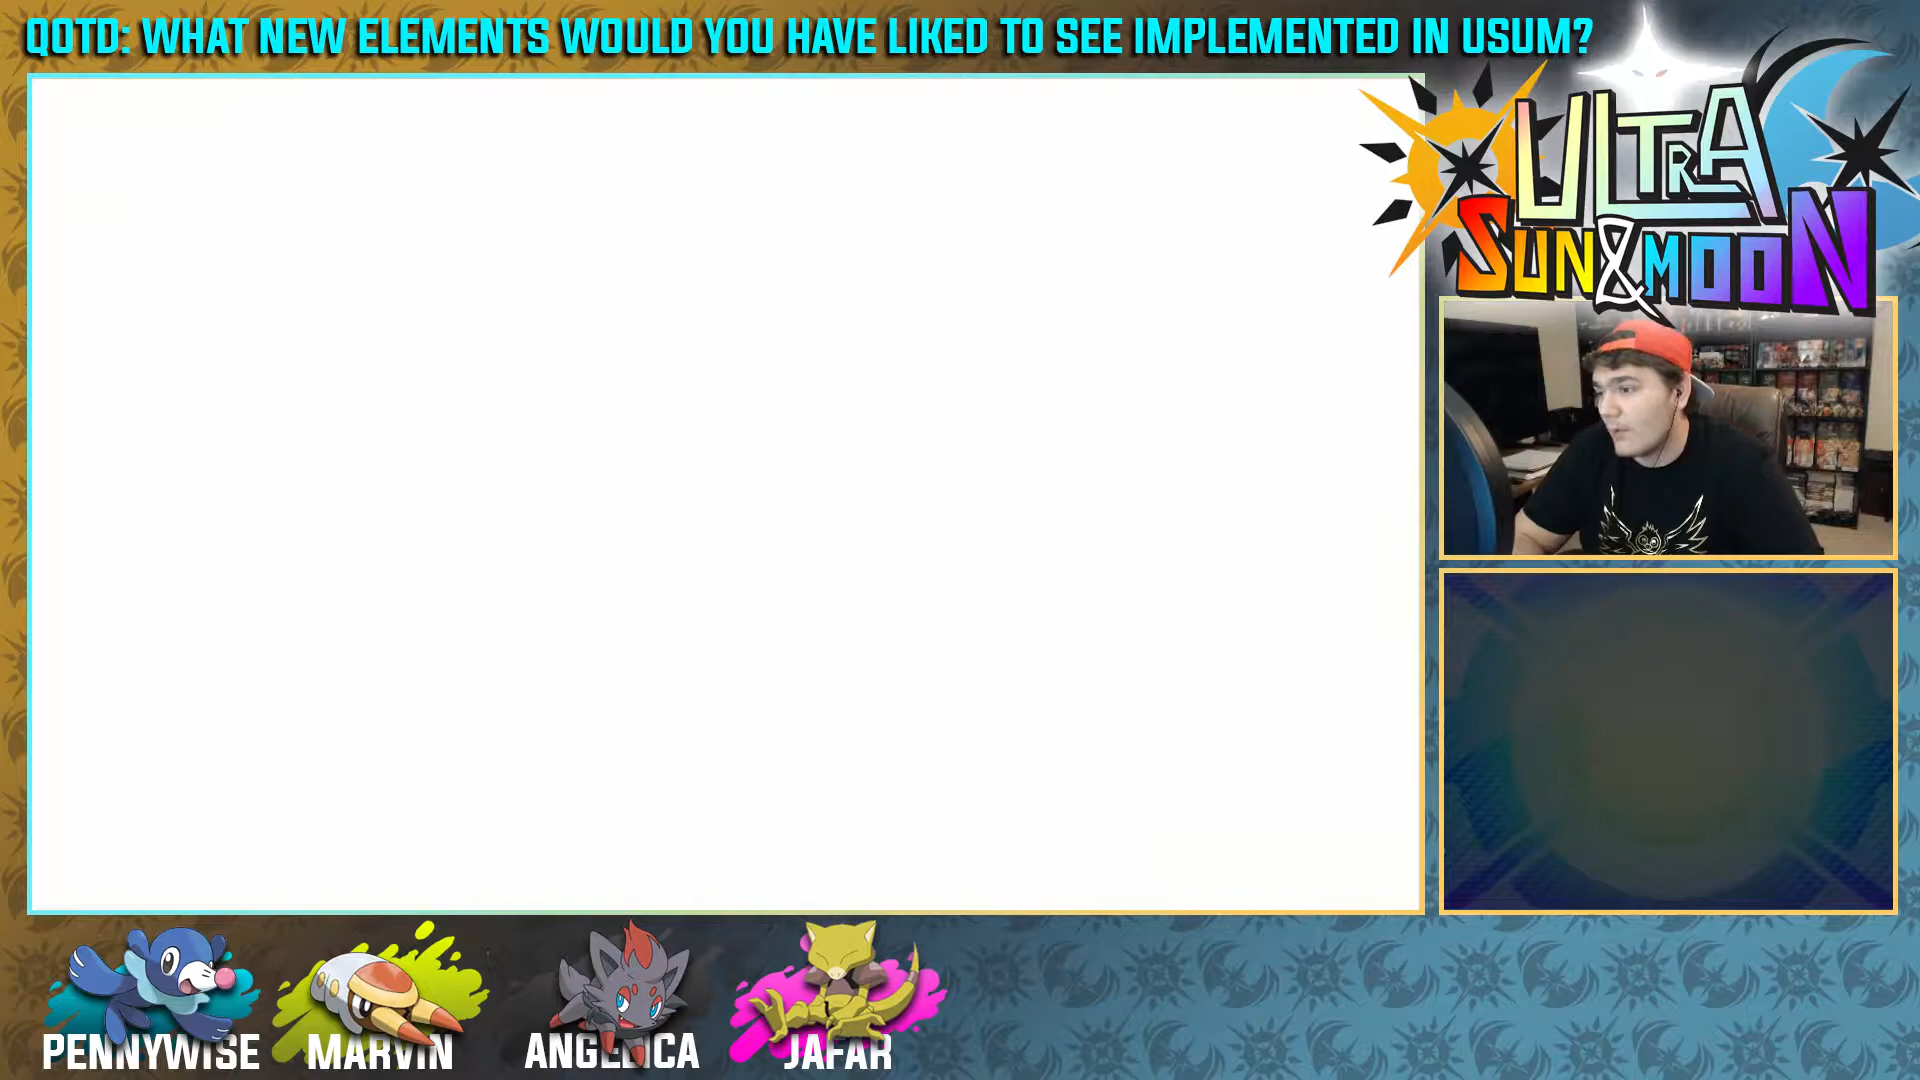 QOTD: WHAT NEW ELEMENTS WOULD YOU HAVE LIKED TO SEE IMPLEMENTED IN USUM?
ULTRA
SUN & MOON
PENNYWISE
MARVIN
ANGELICA
JAFAR